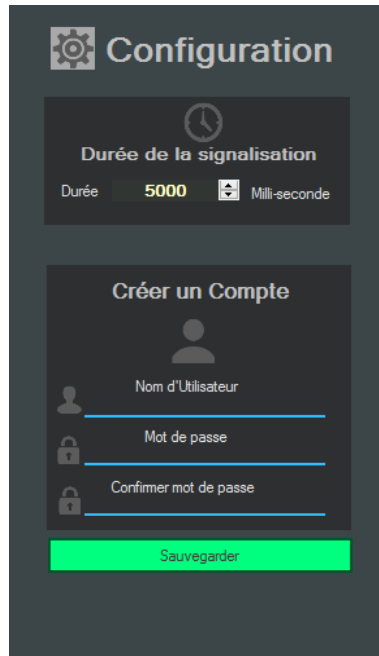 Configuration
Durée de la signalisation
Durée 5000 Milli-seconde
Créer un Compte
Nom d'Utilisateur
Mot de passe
Confirmer mot de passe
Sauvegarder